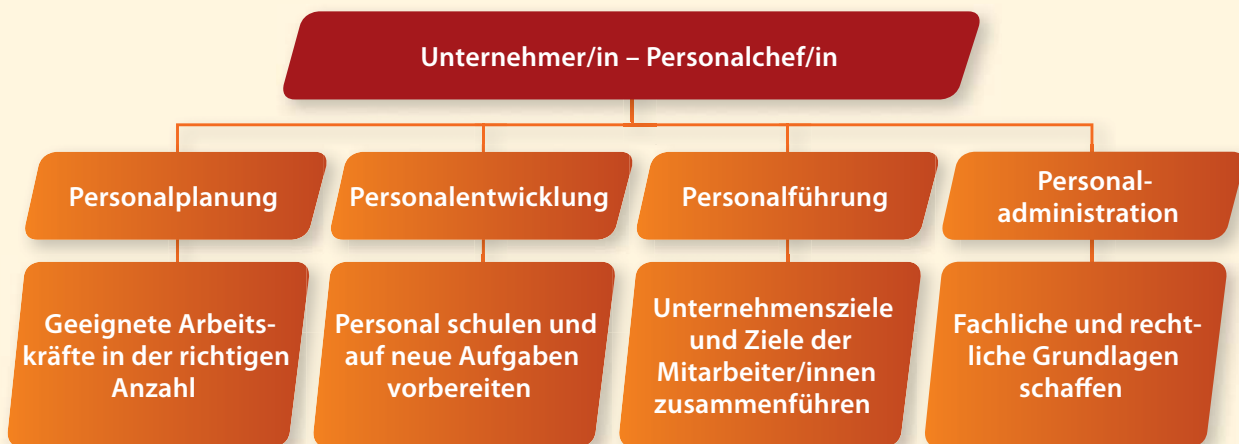 Unternehmer/in – Personalchef/in
Personalplanung
Personalentwicklung
Personalführung
Personal-
administration
Geeignete Arbeits-
kräfte in der richtigen
Anzahl
Personal schulen und
auf neue Aufgaben
vorbereiten
Unternehmensziele
und Ziele der
Mitarbeiter/innen
zusammenführen
Fachliche und recht-
liche Grundlagen
schaffen